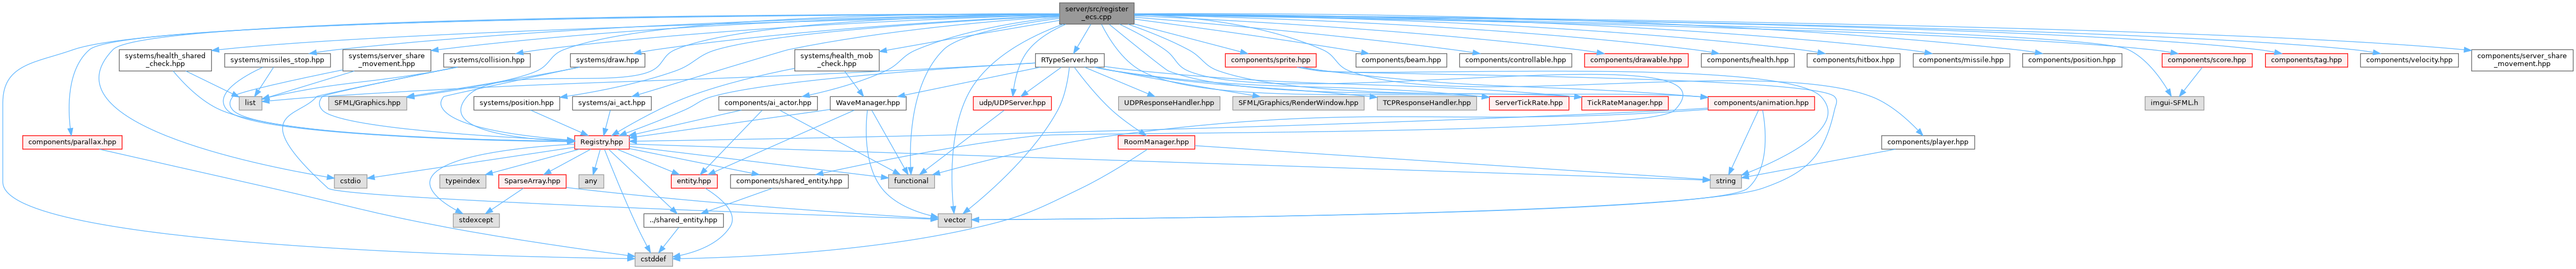 server/src/register
_ecs.cpp
systems/health_shared
_check.hpp
systems/missiles_stop.hpp
systems/server_share
_movement.hpp
systems/collision.hpp
systems/draw.hpp
systems/health_mob
_check.hpp
RTypeServer.hpp
components/sprite.hpp
components/beam.hpp
components/controllable.hpp
components/drawable.hpp
components/health.hpp
components/hitbox.hpp
components/missile.hpp
components/position.hpp
components/score.hpp
components/tag.hpp
components/velocity.hpp
components/server_share
_movement.hpp
list
SFML/Graphics.hpp
systems/position.hpp
systems/ai_act.hpp
components/ai_actor.hpp
WaveManager.hpp
udp/UDPServer.hpp
UDPResponseHandler.hpp
SFML/Graphics/RenderWindow.hpp
TCPResponseHandler.hpp
ServerTickRate.hpp
TickRateManager.hpp
components/animation.hpp
imgui-SFML.h
components/parallax.hpp
Registry.hpp
RoomManager.hpp
components/player.hpp
cstdio
typeindex
SparseArray.hpp
any
entity.hpp
components/shared_entity.hpp
functional
string
stdexcept
../shared_entity.hpp
vector
cstddef